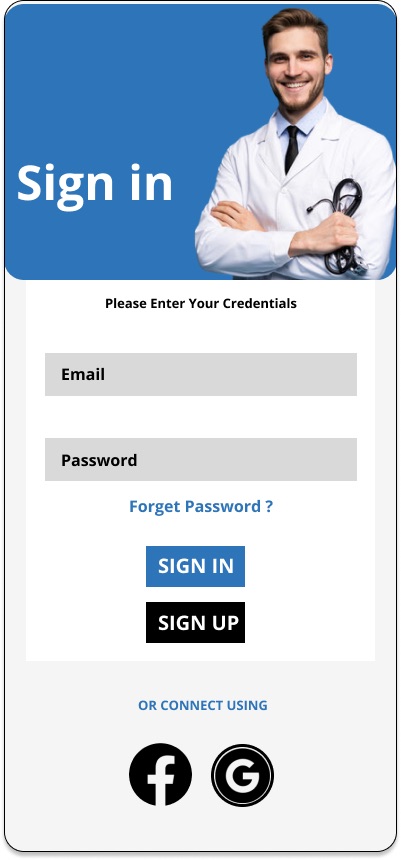 Sign in
Please Enter Your Credentials
Email
Password
Forget Password ?
SIGN IN
SIGN UP
OR CONNECT USING